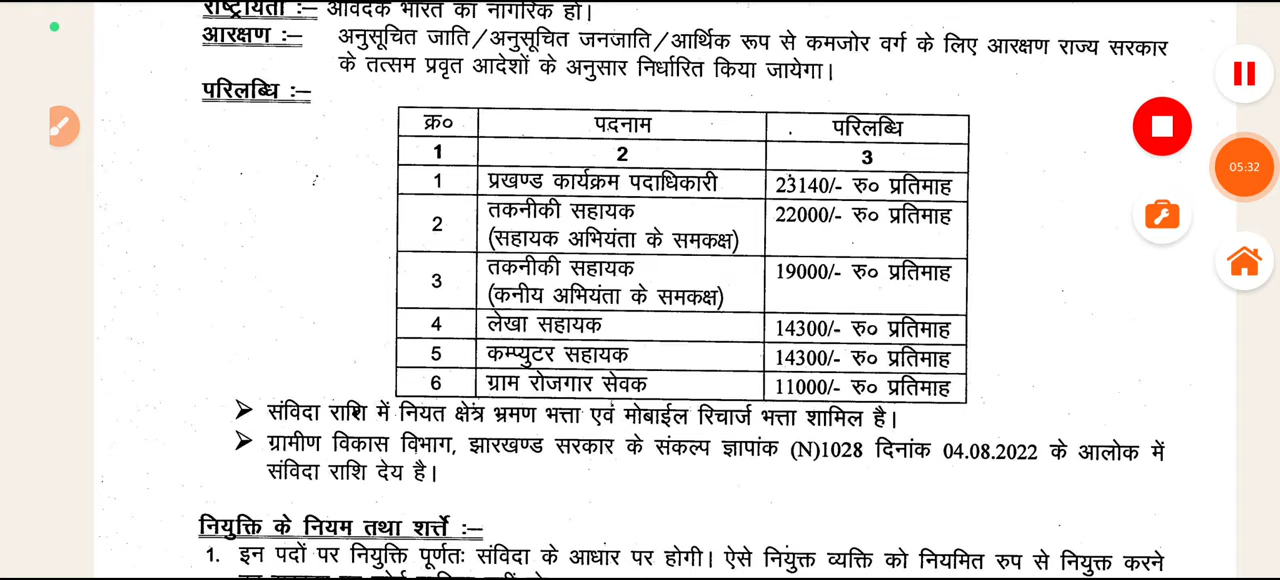 राष्ट्रीयता :– आवेदक भारत का नागरिक हो।
आरक्षण :– अनुसूचित जाति/अनुसूचित जनजाति/आर्थिक रूप से कमजोर वर्ग के लिए आरक्षण राज्य सरकार
के तत्सम प्रवृत आदेशों के अनुसार निर्धारित किया जायेगा।
परिलब्धि :–
क्र० पदनाम परिलब्धि
1 2 3
1 प्रखण्ड कार्यक्रम पदाधिकारी 23140/- रु० प्रतिमाह
2 तकनीकी सहायक 22000/- रु० प्रतिमाह
(सहायक अभियंता के समकक्ष)
3 तकनीकी सहायक 19000/- रु० प्रतिमाह
(कनीय अभियंता के समकक्ष)
4 लेखा सहायक 14300/- रु० प्रतिमाह
5 कम्प्युटर सहायक 14300/- रु० प्रतिमाह
6 ग्राम रोजगार सेवक 11000/- रु० प्रतिमाह
➤ संविदा राशि में नियत क्षेत्र भ्रमण भत्ता एवं मोबाईल रिचार्ज भत्ता शामिल है।
➤ ग्रामीण विकास विभाग, झारखण्ड सरकार के संकल्प ज्ञापांक (N)1028 दिनांक 04.08.2022 के आलोक में
संविदा राशि देय है।
नियुक्ति के नियम तथा शर्त्ते :–
1. इन पदों पर नियुक्ति पूर्णतः संविदा के आधार पर होगी। ऐसे नियुक्त व्यक्ति को नियमित रुप से नियुक्त करने
05:32